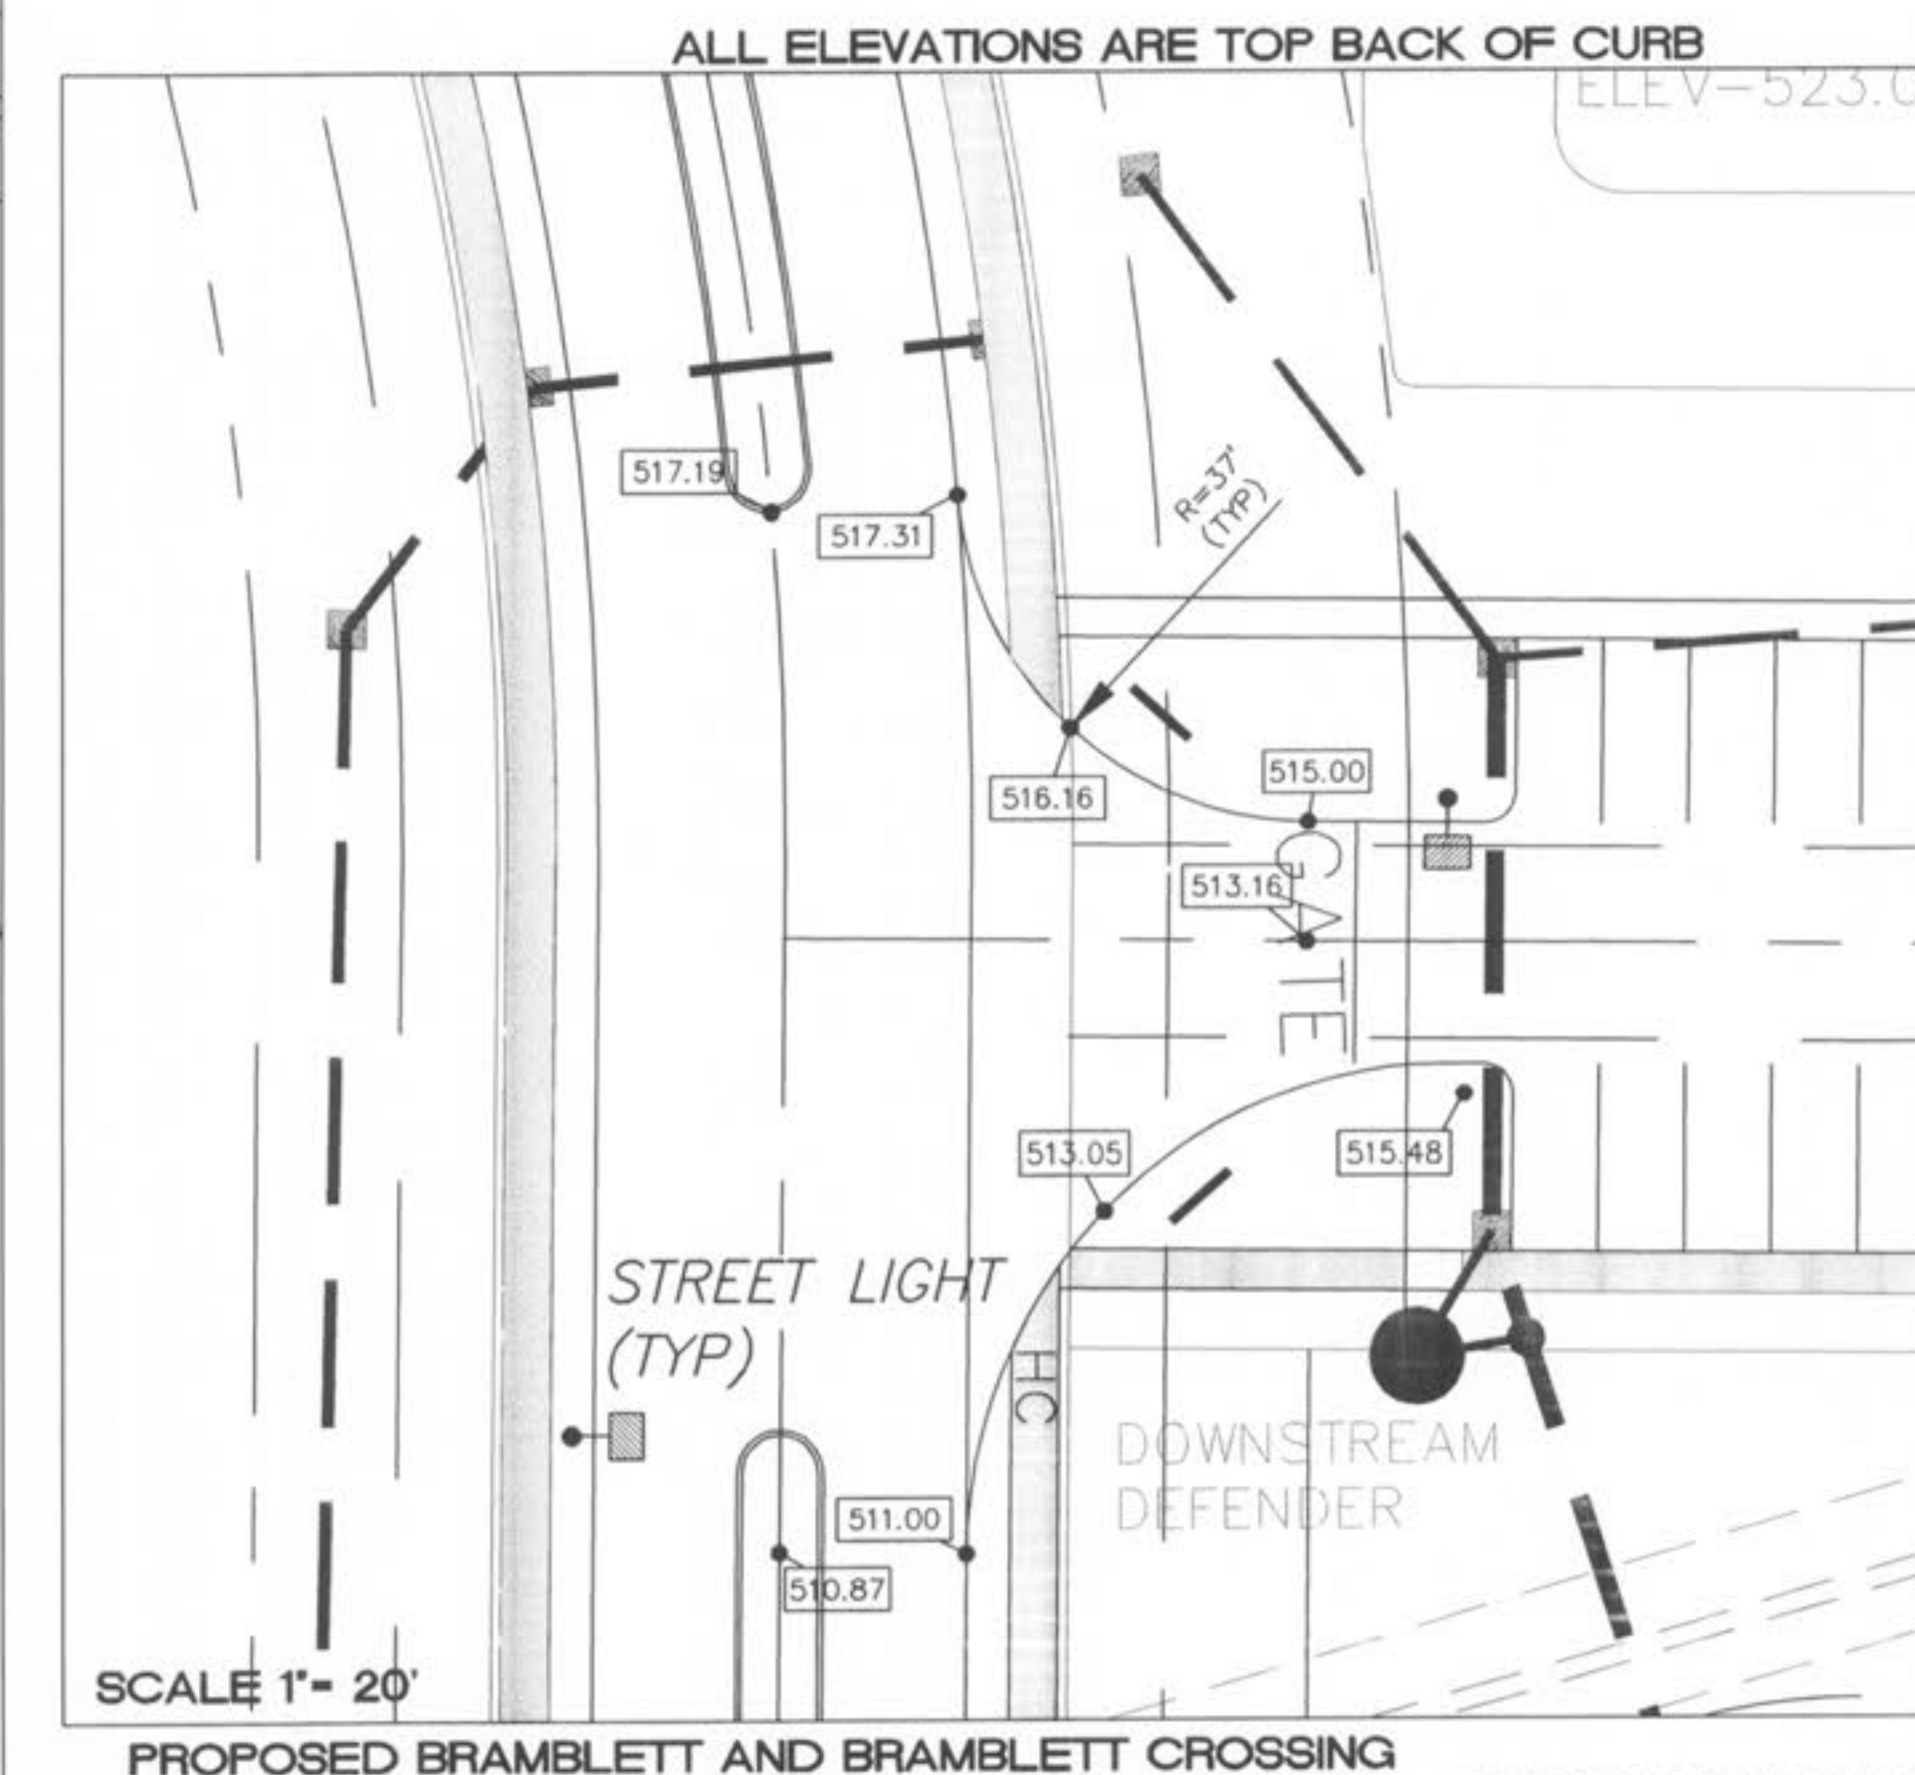 ALL ELEVATIONS ARE TOP BACK OF CURB
517.19
517.31
R=37'
(TYP)
516.16
515.00
513.16
GATE
513.05
515.48
STREET LIGHT
(TYP)
HC
511.00
510.87
DOWNSTREAM
DEFENDER
SCALE 1"- 20'
PROPOSED BRAMBLETT AND BRAMBLETT CROSSING